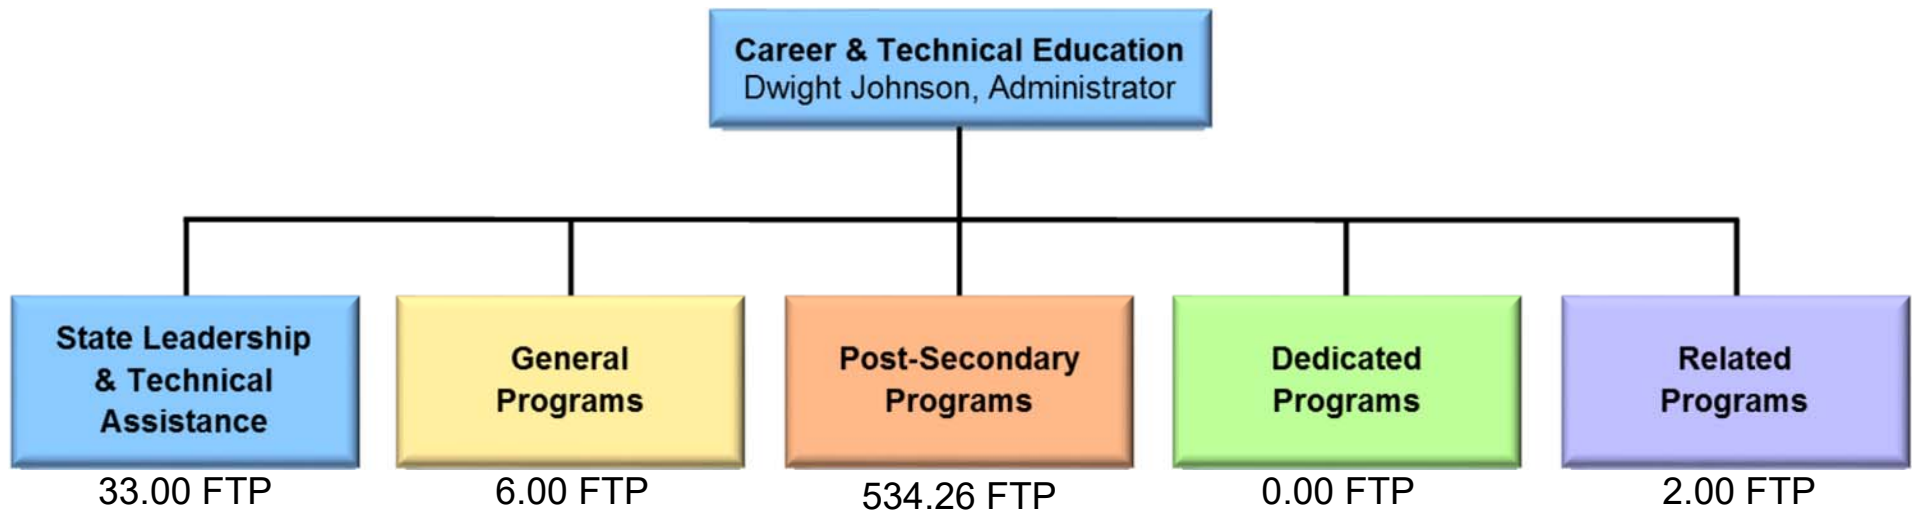 Career & Technical Education
Dwight Johnson, Administrator
State Leadership
& Technical
Assistance
33.00 FTP
General
Programs
6.00 FTP
Post-Secondary
Programs
534.26 FTP
Dedicated
Programs
0.00 FTP
Related
Programs
2.00 FTP